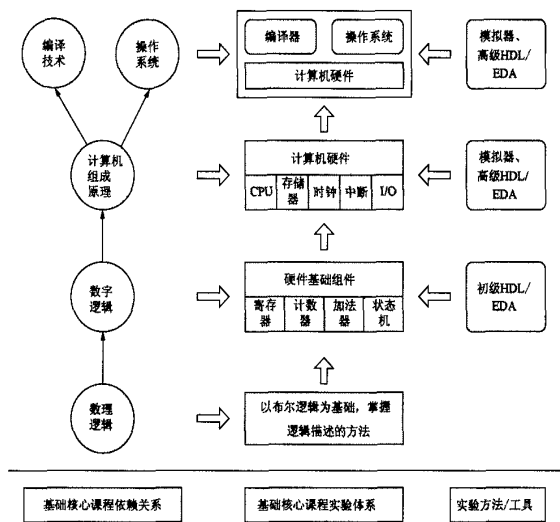 编译
技术
操作
系统
编译器
操作系统
计算机硬件
模拟器、
高级HDL/
EDA
计算机
组成
原理
计算机硬件
CPU
存储
器
时钟
中断
I/O
模拟器、
高级HDL/
EDA
数字
逻辑
硬件基础组件
寄存
器
计数
器
加法
器
状态
机
初级HDL/
EDA
数理
逻辑
以布尔逻辑为基础，掌握
逻辑描述的方法
基础核心课程依赖关系
基础核心课程实验体系
实验方法/工具